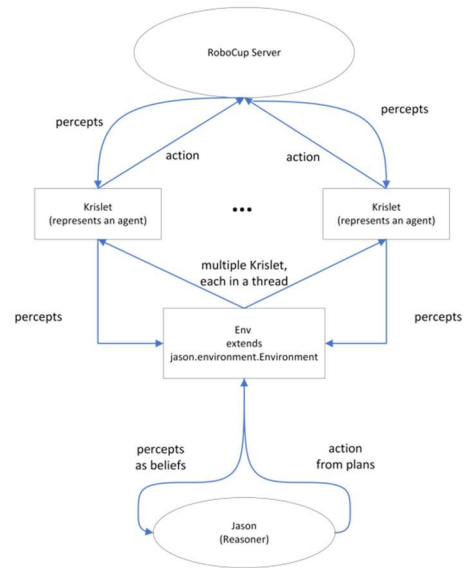 RoboCup Server
percepts
percepts
action
action
Krislet
(represents an agent)
...
Krislet
(represents an agent)
multiple Krislet,
each in a thread
percepts
percepts
Env
extends
jason.environment.Environment
percepts
as beliefs
action
from plans
Jason
(Reasoner)